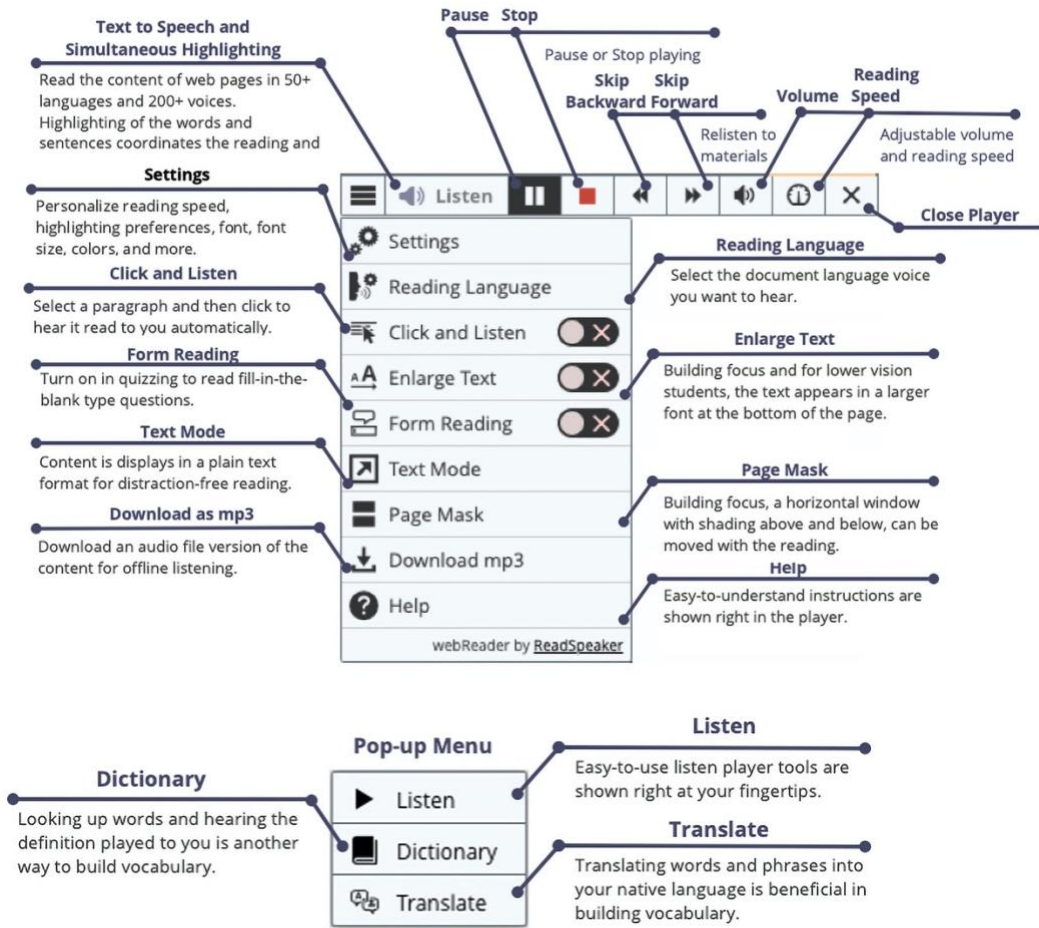 Text to Speech and
Simultaneous Highlighting
Read the content of web pages in 50+
languages and 200+ voices.
Highlighting of the words and
sentences coordinates the reading and
Pause Stop
Pause or Stop playing
Skip Skip
Backward Forward
Relisten to
materials
Volume Reading
Speed
Adjustable volume
and reading speed
Listen
Close Player
Settings
Personalize reading speed,
highlighting preferences, font, font
size, colors, and more.
Click and Listen
Select a paragraph and then click to
hear it read to you automatically.
Form Reading
Turn on in quizzing to read fill-in-the-
blank type questions.
Text Mode
Content is displays in a plain text
format for distraction-free reading.
Download as mp3
Download an audio file version of the
content for offline listening.
Settings
Reading Language
Click and Listen
Enlarge Text
Form Reading
Text Mode
Page Mask
Download mp3
Help
webReader by ReadSpeaker
Reading Language
Select the document language voice
you want to hear.
Enlarge Text
Building focus and for lower vision
students, the text appears in a larger
font at the bottom of the page.
Page Mask
Building focus, a horizontal window
with shading above and below, can be
moved with the reading.
Help
Easy-to-understand instructions are
shown right in the player.
Pop-up Menu
Listen
Dictionary
Translate
Dictionary
Looking up words and hearing the
definition played to you is another
way to build vocabulary.
Listen
Easy-to-use listen player tools are
shown right at your fingertips.
Translate
Translating words and phrases into
your native language is beneficial in
building vocabulary.